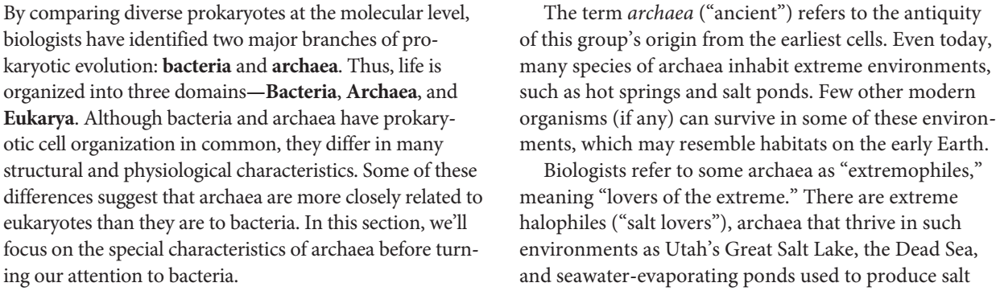 By comparing diverse prokaryotes at the molecular level,
biologists have identified two major branches of pro-
karyotic evolution: bacteria and archaea. Thus, life is
organized into three domains—Bacteria, Archaea, and
Eukarya. Although bacteria and archaea have prokary-
otic cell organization in common, they differ in many
structural and physiological characteristics. Some of these
differences suggest that archaea are more closely related to
eukaryotes than they are to bacteria. In this section, we’ll
focus on the special characteristics of archaea before turn-
ing our attention to bacteria.
The term archaea (“ancient”) refers to the antiquity
of this group’s origin from the earliest cells. Even today,
many species of archaea inhabit extreme environments,
such as hot springs and salt ponds. Few other modern
organisms (if any) can survive in some of these environ-
ments, which may resemble habitats on the early Earth.
Biologists refer to some archaea as “extremophiles,”
meaning “lovers of the extreme.” There are extreme
halophiles (“salt lovers”), archaea that thrive in such
environments as Utah’s Great Salt Lake, the Dead Sea,
and seawater-evaporating ponds used to produce salt